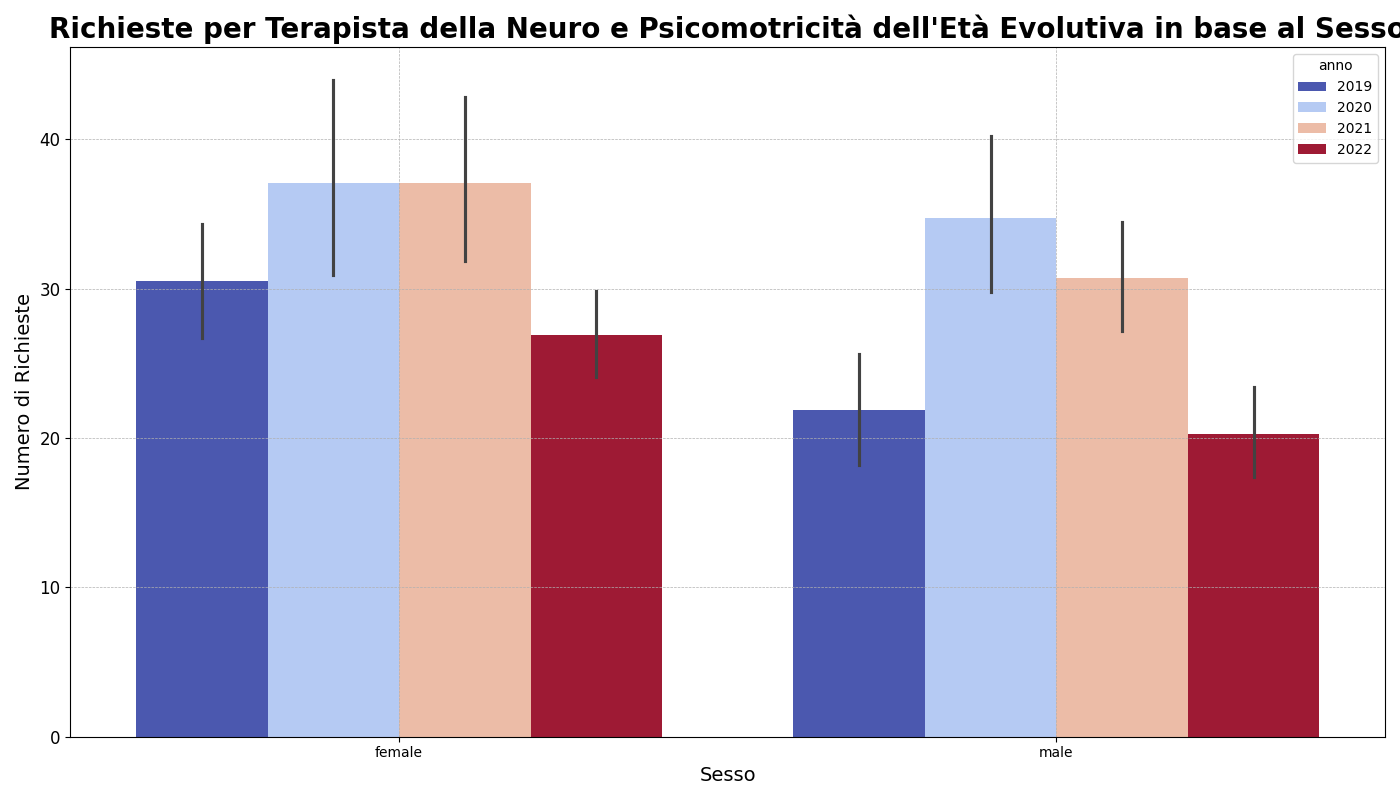 Richieste per Terapista della Neuro e Psicomotricità dell'Età Evolutiva in base al Sesso
anno
2019
2020
2021
2022
Numero di Richieste
40
30
20
10
0
female
male
Sesso